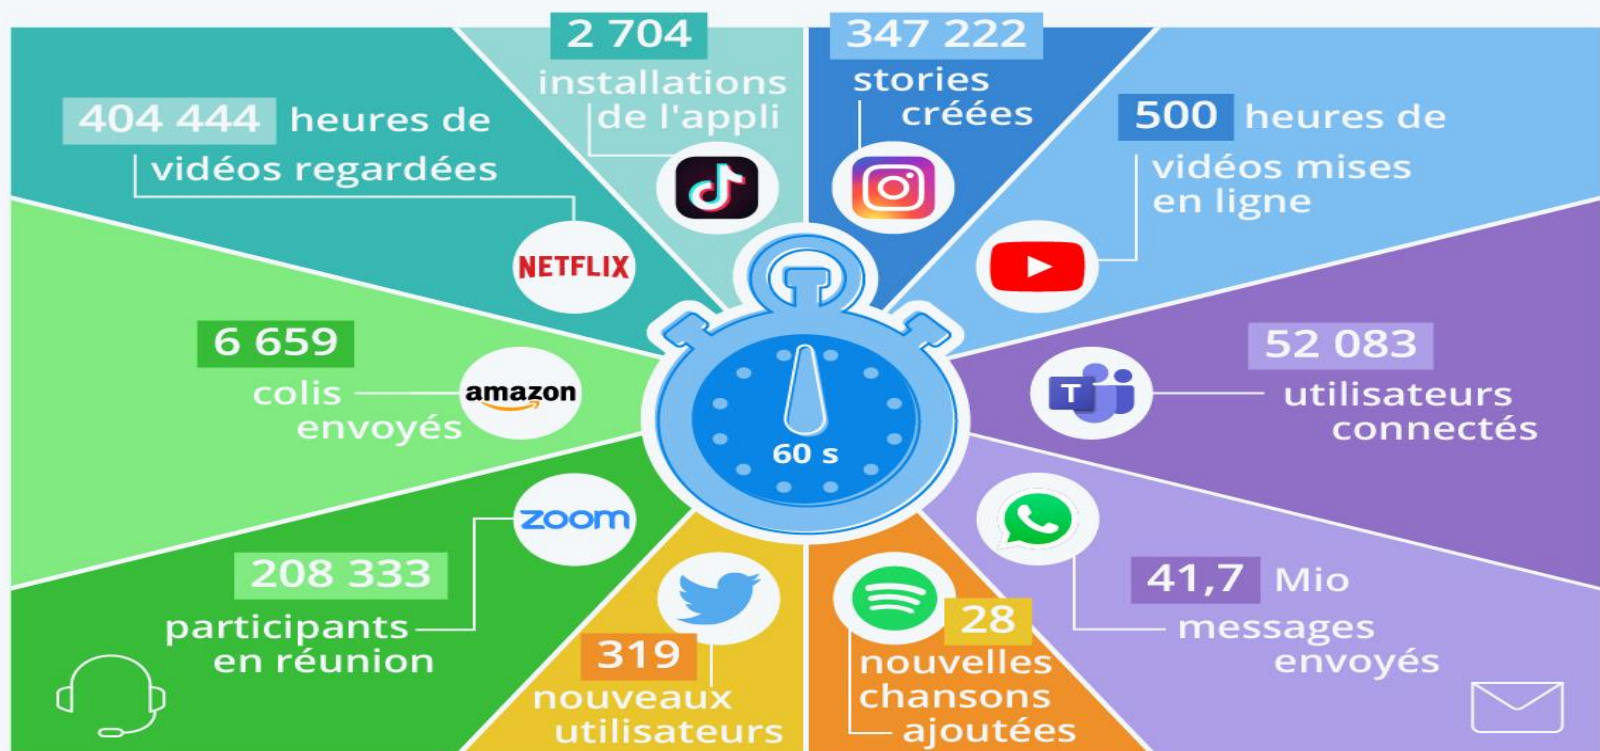 2 704
installations
de l'appli
347 222
stories
créées
404 444 heures de
vidéos regardées
NETFLIX
500 heures de
vidéos mises
en ligne
6 659
colis
envoyés
amazon
52 083
utilisateurs
connectés
T
60 s
zoom
208 333
participants
en réunion
319
nouveaux
utilisateurs
28
nouvelles
chansons
ajoutées
41,7 Mio
messages
envoyés